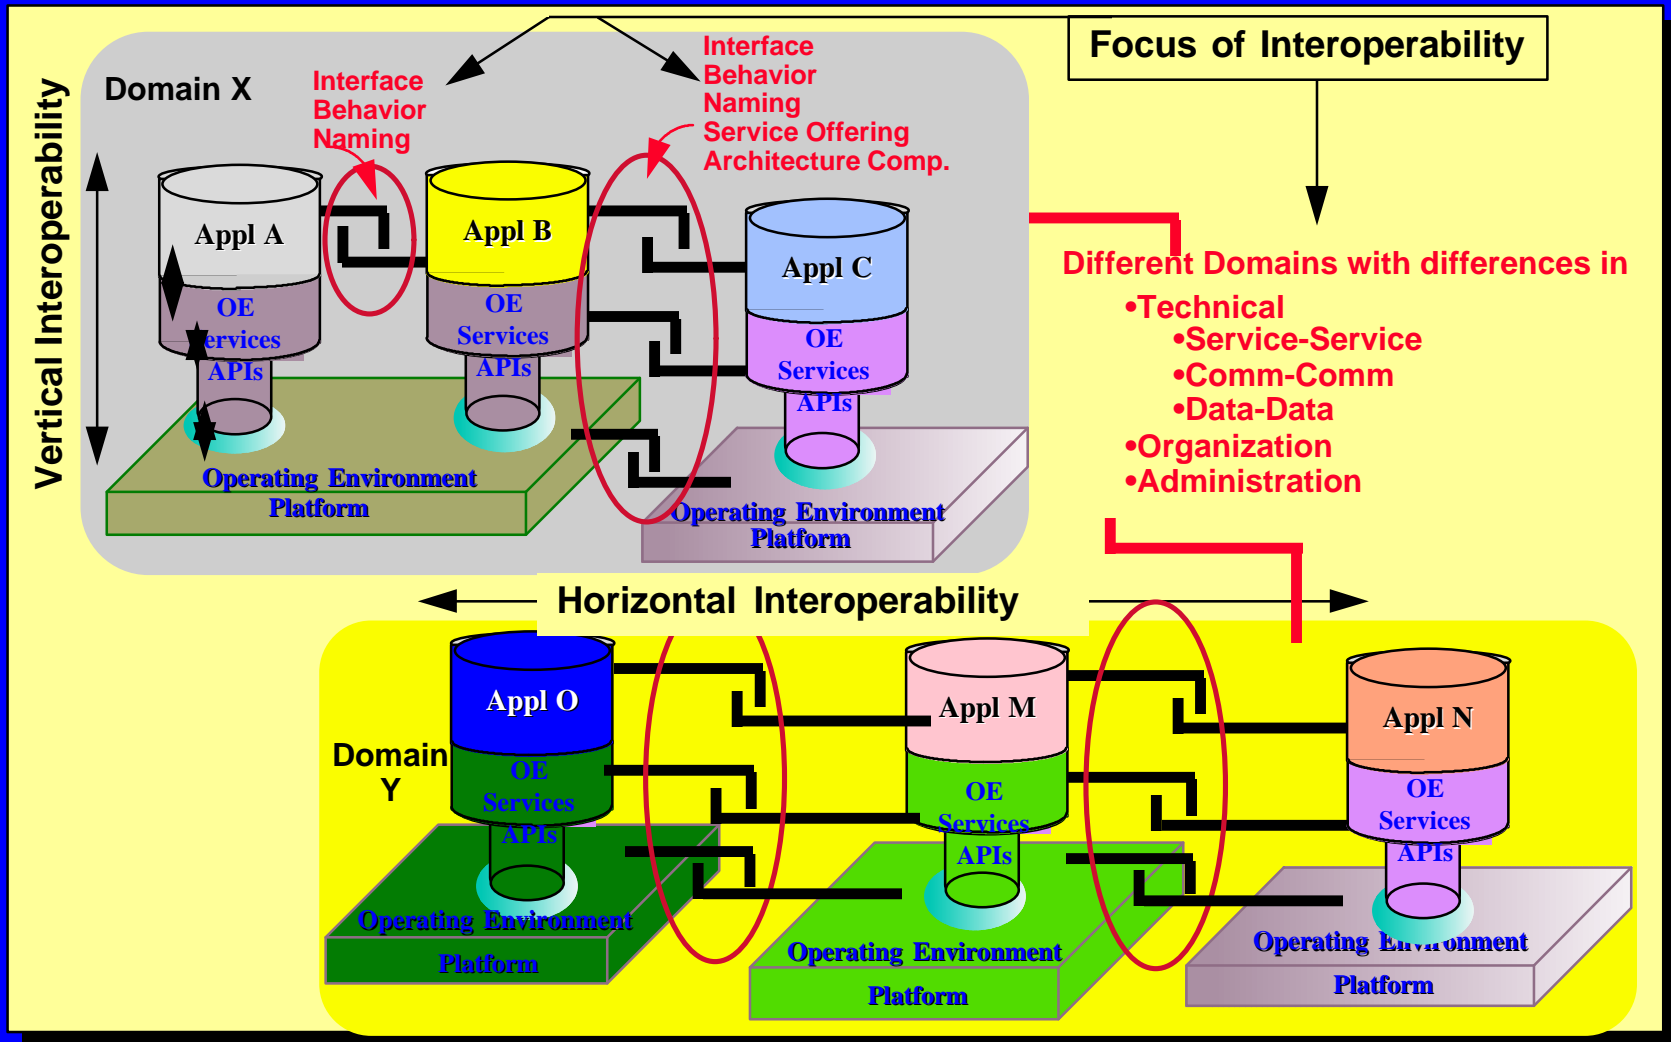 Focus of Interoperability
Vertical Interoperability
Domain X
Interface
Behavior
Naming
Interface
Behavior
Naming
Service Offering
Architecture Comp.
Appl A
OE
Services
APIs
Appl B
OE
Services
APIs
Appl C
OE
Services
APIs
Operating Environment
Platform
Operating Environment
Platform
Different Domains with differences in
•Technical
•Service-Service
•Comm-Comm
•Data-Data
•Organization
•Administration
Horizontal Interoperability
Domain
Y
Appl O
OE
Services
APIs
Operating Environment
Platform
Appl M
OE
Services
APIs
Operating Environment
Platform
Appl N
OE
Services
APIs
Operating Environment
Platform